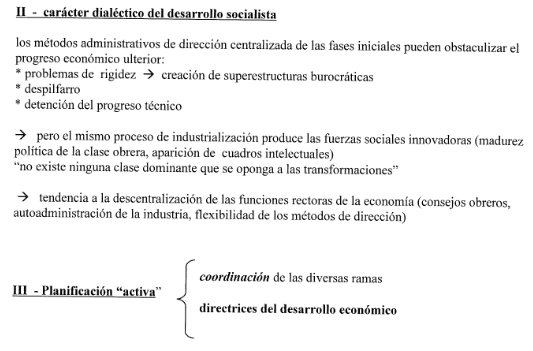 II - carácter dialéctico del desarrollo socialista
los métodos administrativos de dirección centralizada de las fases iniciales pueden obstaculizar el
progreso económico ulterior:
* problemas de rigidez → creación de superestructuras burocráticas
* despilfarro
* detención del progreso técnico
→ pero el mismo proceso de industrialización produce las fuerzas sociales innovadoras (madurez
política de la clase obrera, aparición de cuadros intelectuales)
“no existe ninguna clase dominante que se oponga a las transformaciones”
→ tendencia a la descentralización de las funciones rectoras de la economía (consejos obreros,
autoadministración de la industria, flexibilidad de los métodos de dirección)
III - Planificación “activa”
coordinación de las diversas ramas
directrices del desarrollo económico